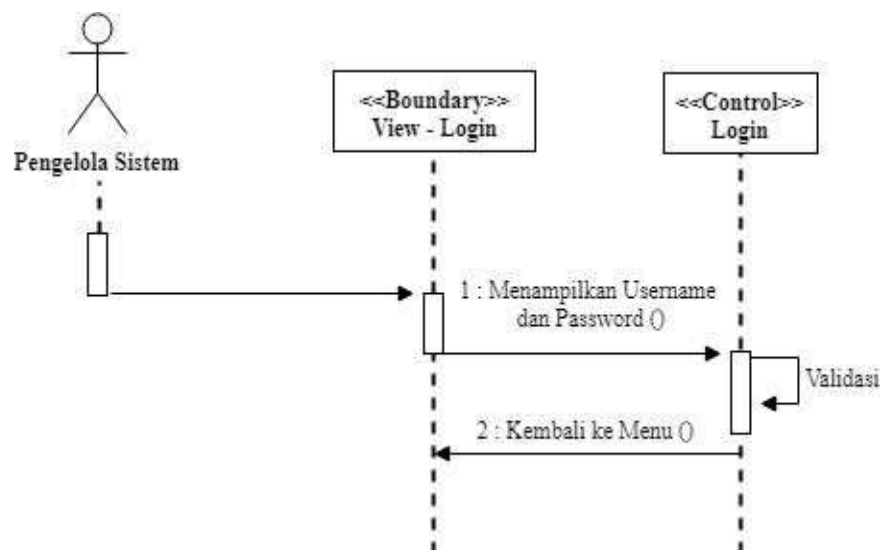 <<Boundary>>
View - Login
<<Control>>
Login
Pengelola Sistem
1 : Menampilkan Username
dan Password ()
Validasi
2 : Kembali ke Menu ()